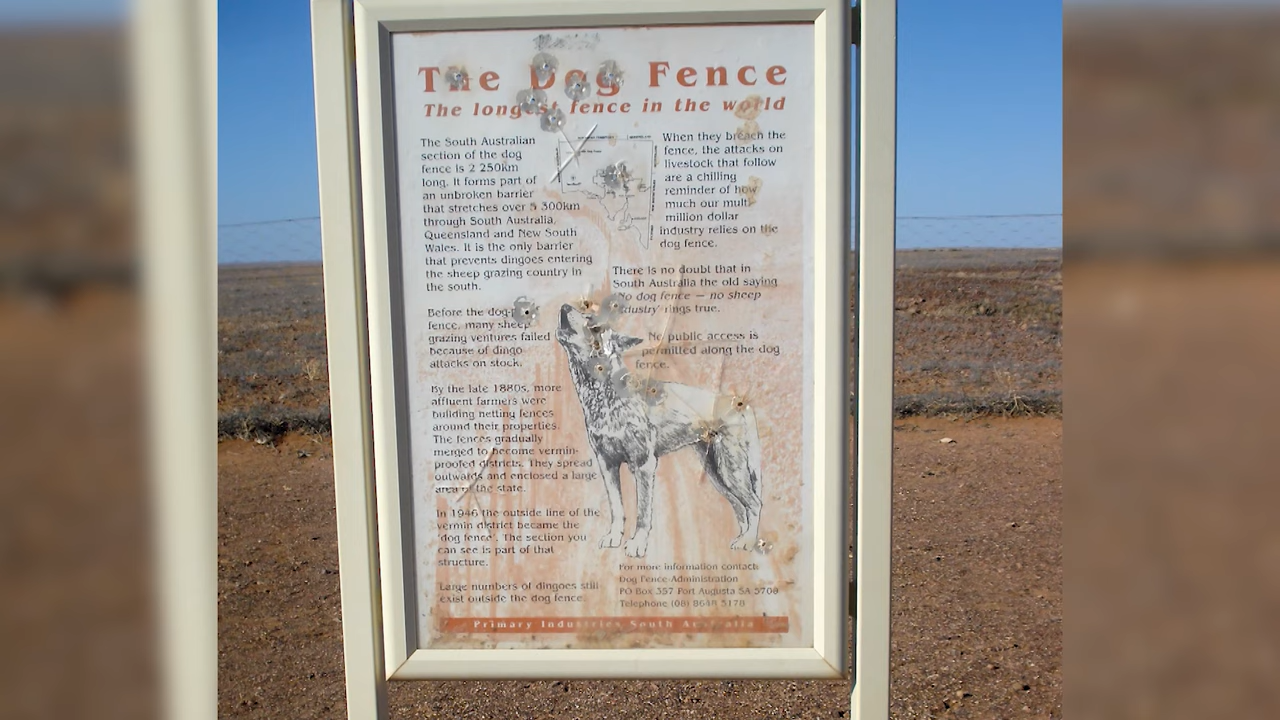 The Dog Fence
The longest fence in the world
The South Australian
section of the dog
fence is 2 250km
long. It forms part of
an unbroken barrier
that stretches over 5 300km
through South Australia,
Queensland and New South
Wales. It is the only barrier
that prevents dingoes entering
the sheep grazing country in
the south.
Before the dog
fence, many sheep
grazing ventures failed
because of dingo
attacks on stock.
By the late 1880s, more
affluent farmers were
building netting fences
around their properties.
The fences gradually
merged to become vermin-
proofed districts. They spread
outwards and enclosed a large
area of the state.
In 1946 the outside line of the
vermin district became the
'dog fence'. The section you
can see is part of that
structure.
Large numbers of dingoes still
exist outside the dog fence.
When they breach the
fence, the attacks on
livestock that follow
are a chilling
reminder of how
much our multi
million dollar
industry relies on the
dog fence.
There is no doubt that in
South Australia the old saying
'No dog fence — no sheep
industry' rings true.
No public access is
permitted along the dog
fence.
For more information contact:
Dog Fence Administration
PO Box 357 Port Augusta SA 5700
Telephone (08) 8648 5178
Primary Industries South Australia